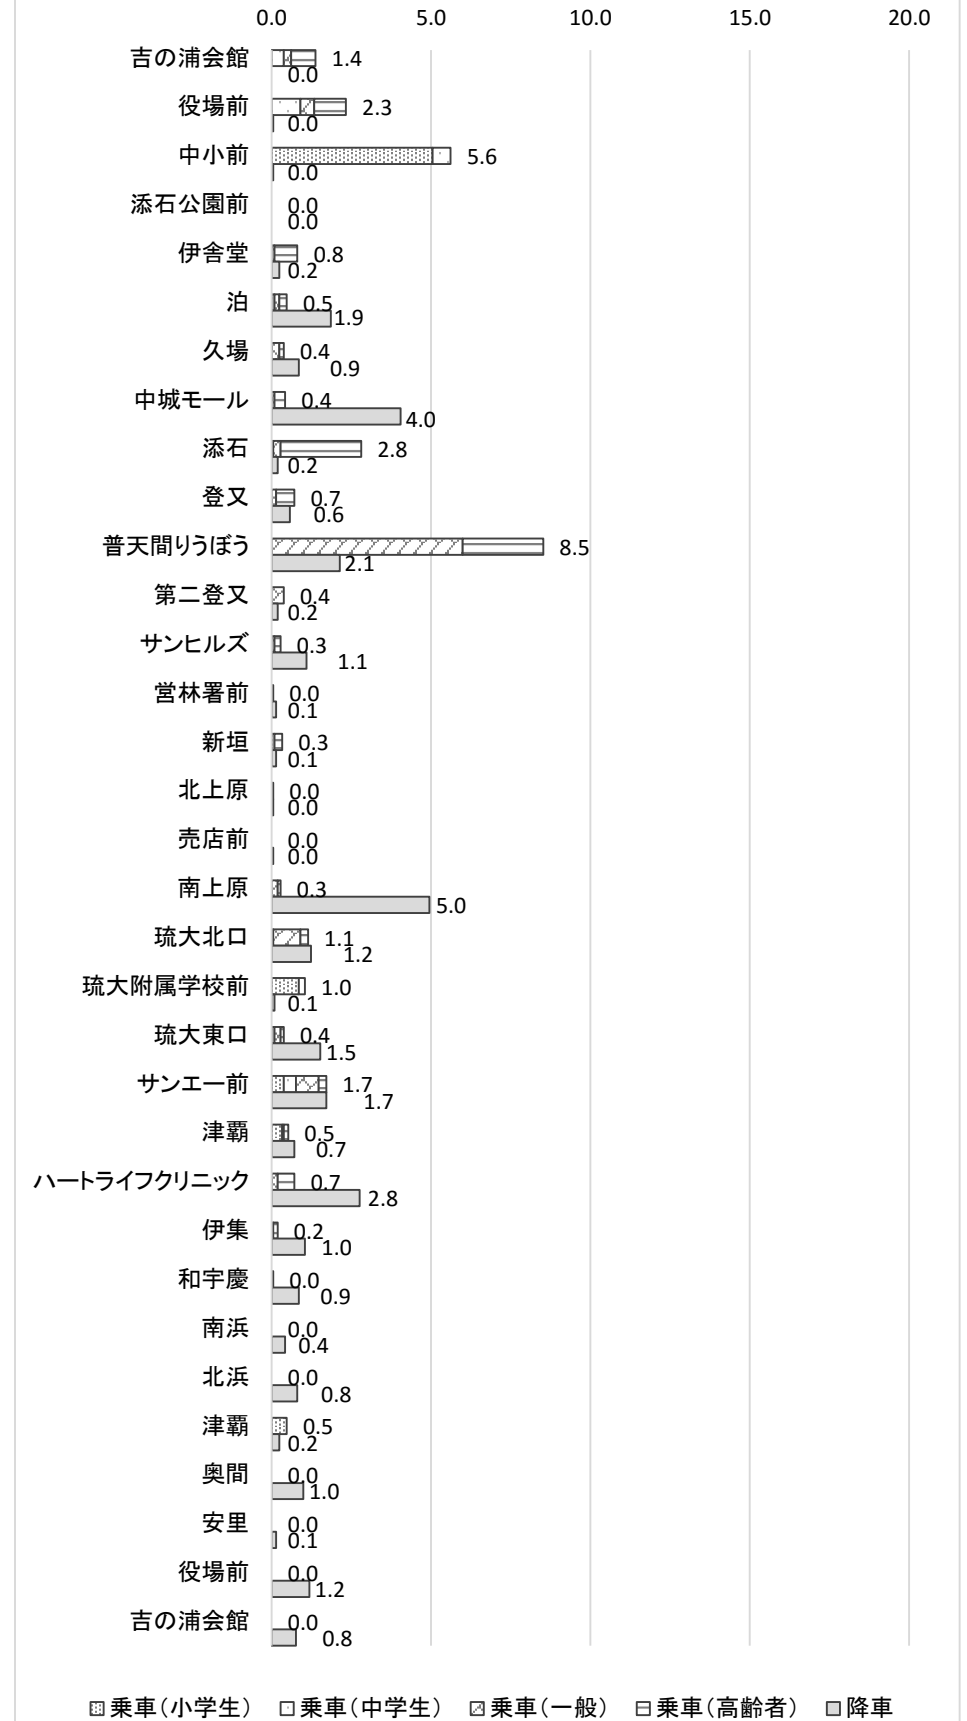 0.0 5.0 10.0 15.0 20.0
吉の浦会館 1.4
0.0
役場前 2.3
0.0
中小前 5.6
0.0
添石公園前 0.0
0.0
伊舎堂 0.8
0.2
泊 0.5
1.9
久場 0.4
0.9
中城モール 0.4
4.0
添石 2.8
0.2
登又 0.7
0.6
普天間りうぼう 8.5
2.1
第二登又 0.4
0.2
サンヒルズ 0.3
1.1
営林署前 0.0
0.1
新垣 0.3
0.1
北上原 0.0
0.0
売店前 0.0
0.0
南上原 0.3
5.0
琉大北口 1.1
1.2
琉大附属学校前 1.0
0.1
琉大東口 0.4
1.5
サンエー前 1.7
1.7
津覇 0.5
0.7
ハートライフクリニック 0.7
2.8
伊集 0.2
1.0
和宇慶 0.0
0.9
南浜 0.0
0.4
北浜 0.0
0.8
津覇 0.5
0.2
奥間 0.0
1.0
安里 0.0
0.1
役場前 0.0
1.2
吉の浦会館 0.0
0.8
乗車（小学生） 乗車（中学生） 乗車（一般） 乗車（高齢者） 降車